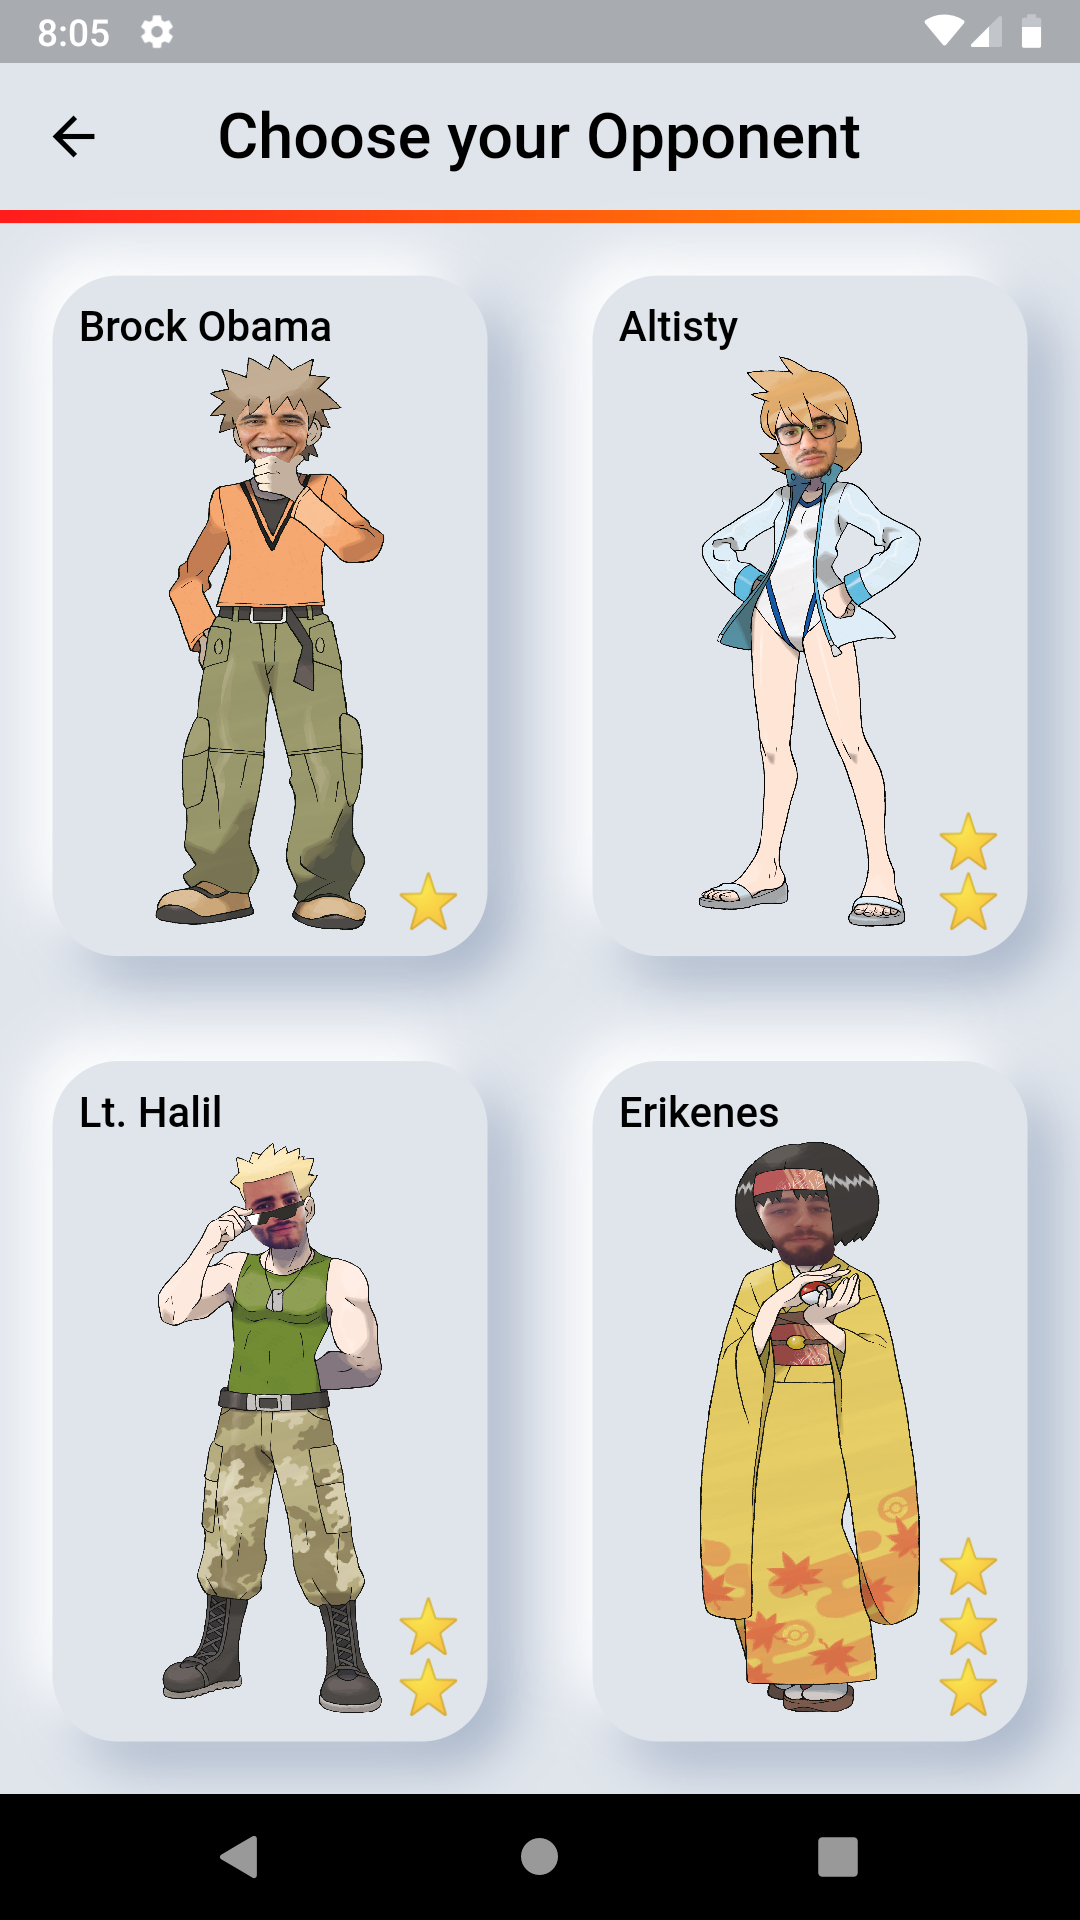 8:05
Choose your Opponent
Brock Obama
Altisty
Lt. Halil
Erikenes